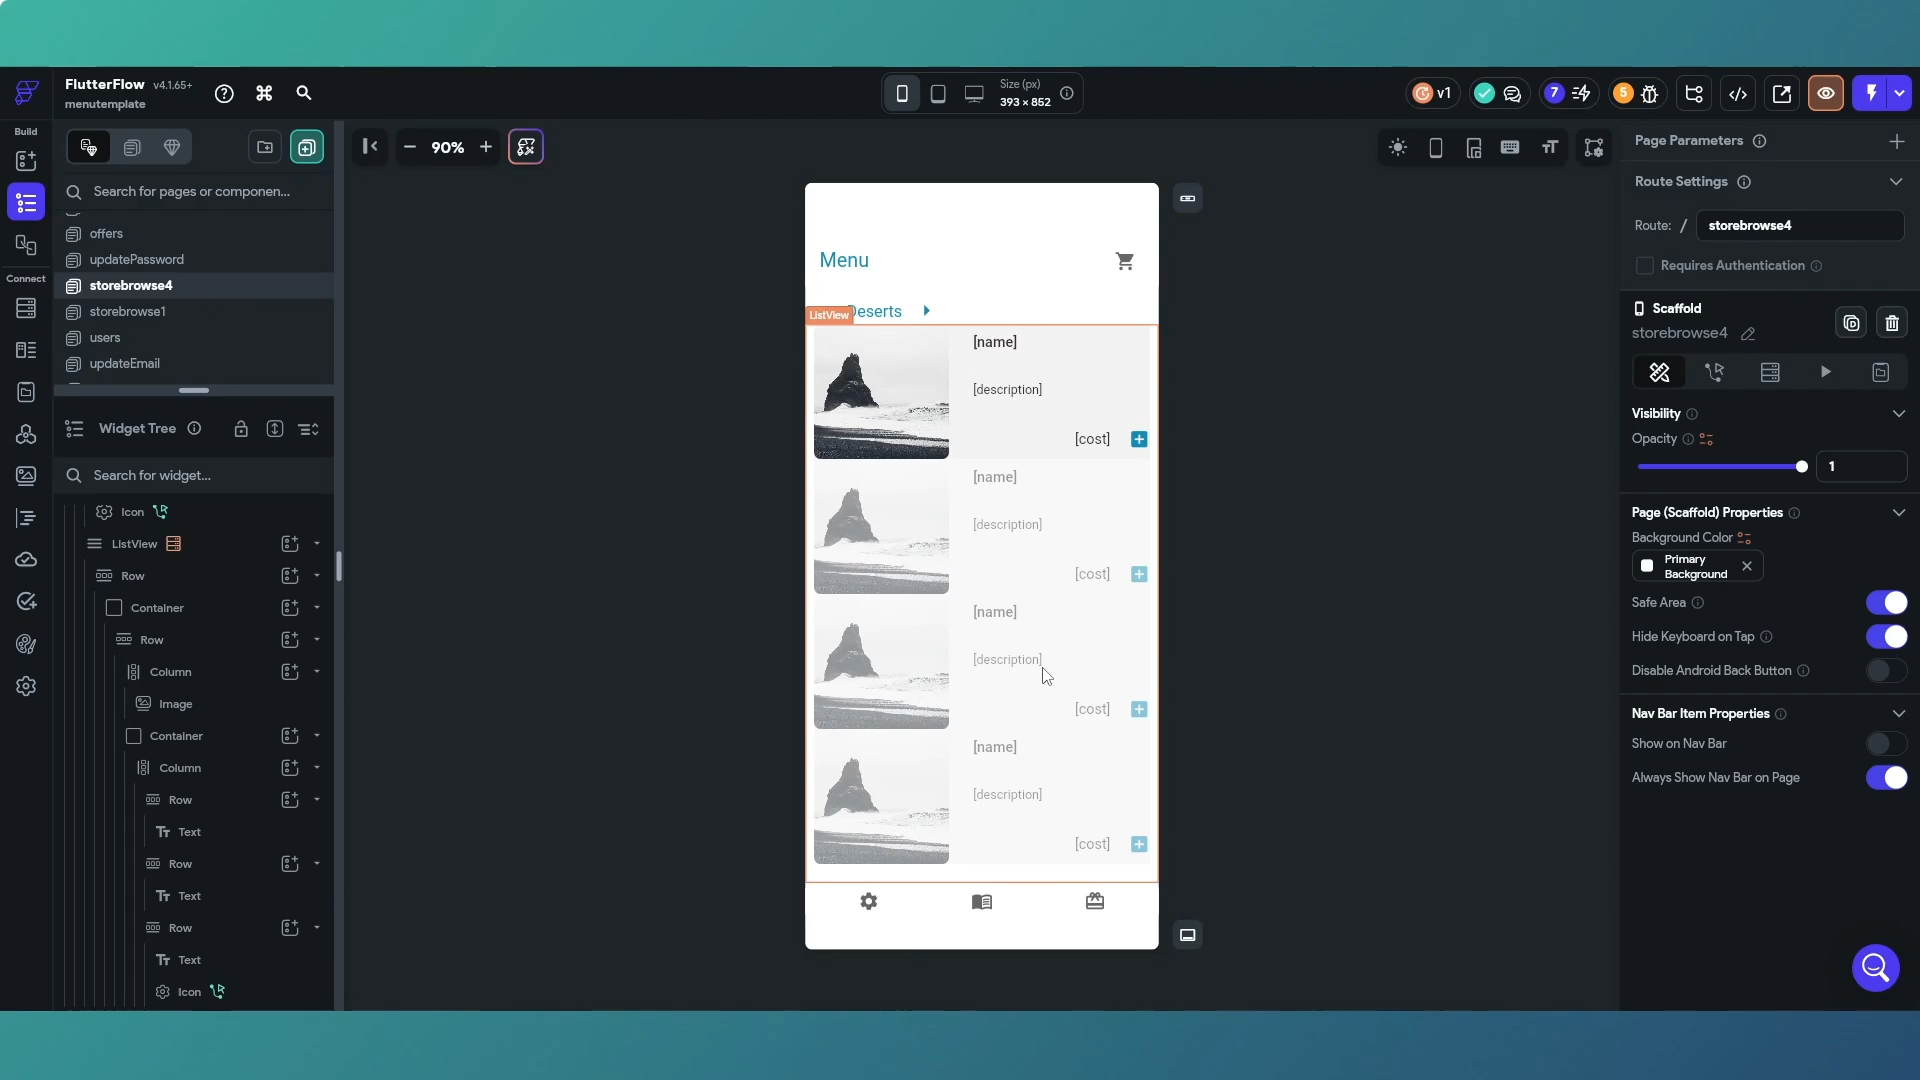 FlutterFlow v4.1.65+
menutemplate
Size (px)
393 × 852
v1
7
5
Build
Connect
Search for pages or componen...
offers
updatePassword
storebrowse4
storebrowse1
users
updateEmail
Widget Tree
Search for widget...
Icon
ListView
Row
Container
Row
Column
Image
Container
Column
Row
Text
Row
Text
Row
Text
Icon
90%
Menu
Deserts
ListView
[name]
[description]
[cost]
[name]
[description]
[cost]
[name]
[description]
[cost]
[name]
[description]
[cost]
Page Parameters
Route Settings
Route: / storebrowse4
Requires Authentication
Scaffold
storebrowse4
Visibility
Opacity
1
Page (Scaffold) Properties
Background Color
Primary
Background
Safe Area
Hide Keyboard on Tap
Disable Android Back Button
Nav Bar Item Properties
Show on Nav Bar
Always Show Nav Bar on Page